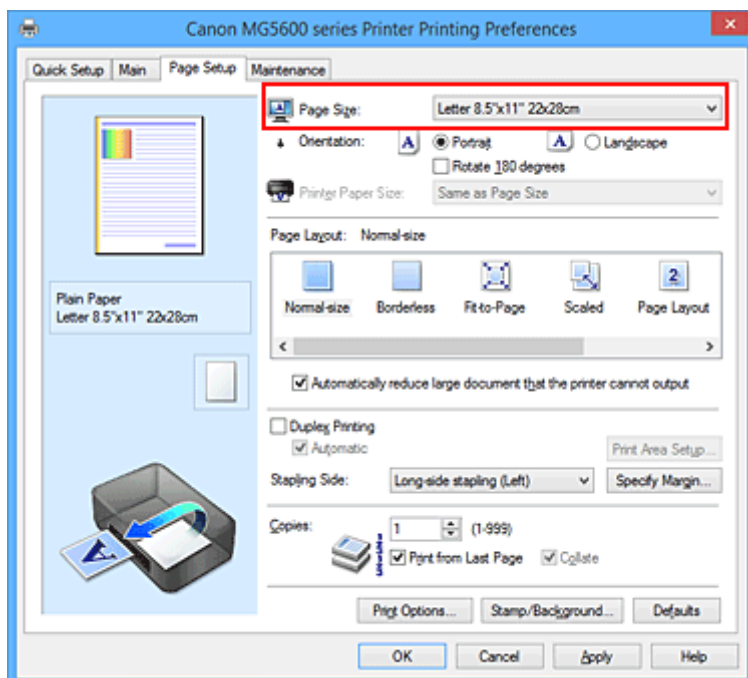 Canon MG5600 series Printer Printing Preferences
Quick Setup Main Page Setup Maintenance
Page Size: Letter 8.5"x11" 22x28cm
Orientation: A Portrait A Landscape
Rotate 180 degrees
Printer Paper Size: Same as Page Size
Page Layout: Normal-size
2
Normal-size Borderless Fit-to-Page Scaled Page Layout
Plain Paper
Letter 8.5"x11" 22x28cm
Automatically reduce large document that the printer cannot output
Duplex Printing
Automatic Print Area Setup...
Stapling Side: Long-side stapling (Left) Specify Margin...
Copies: 1 (1-999)
Print from Last Page Collate
A
Print Options... Stamp/Background... Defaults
OK Cancel Apply Help